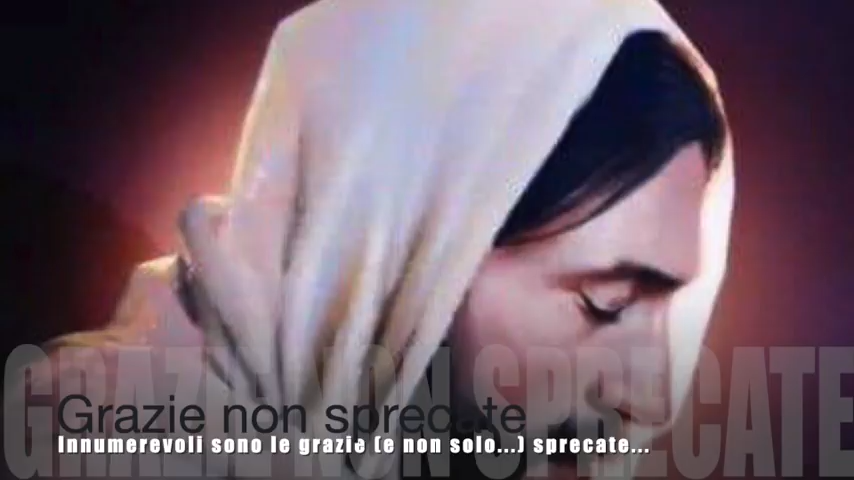 GRAZIE NON SPRECATE
Grazie non sprecate
Innumerevoli sono le grazie (e non solo...) sprecate...